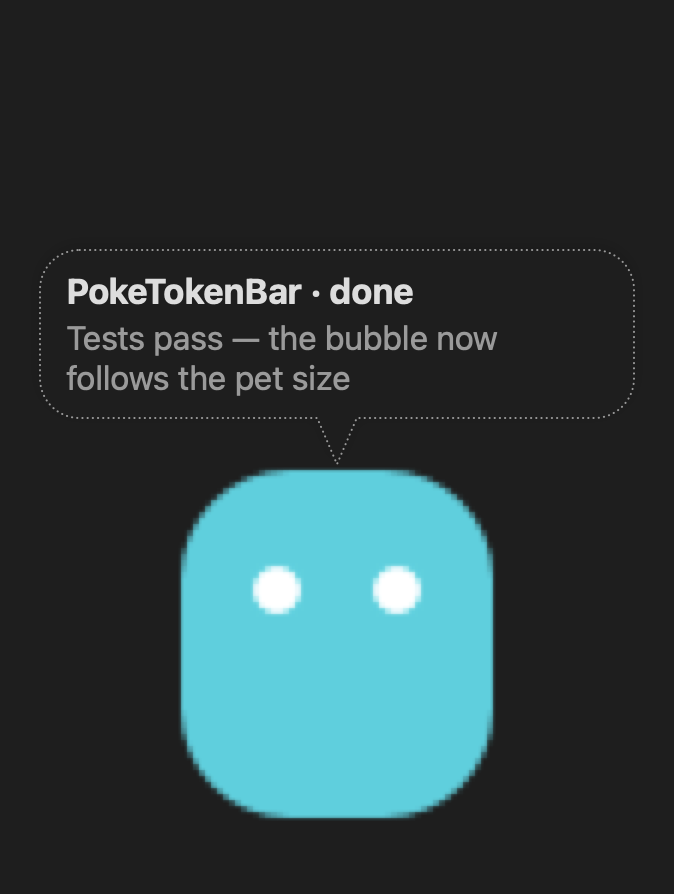 PokeTokenBar · done
Tests pass — the bubble now
follows the pet size